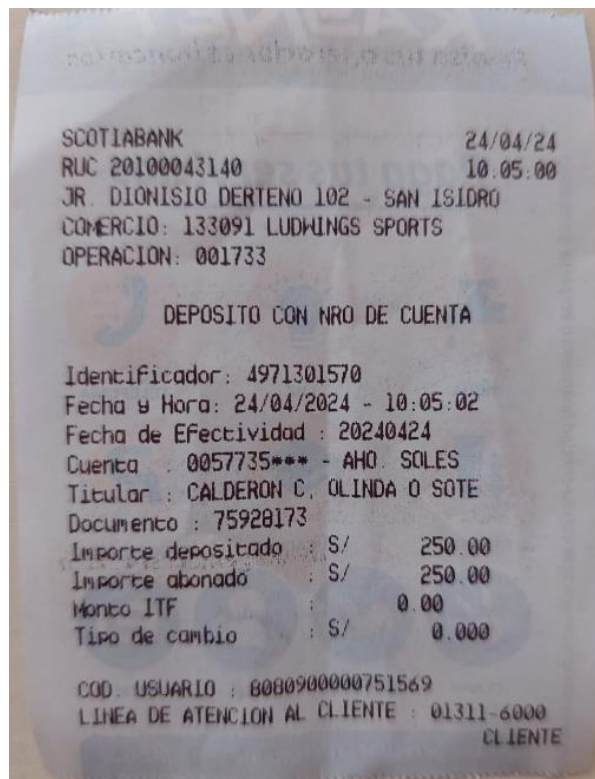 SCOTIABANK 24/04/24
RUC 20100043140 10:05:00
JR. DIONISIO DERTENO 102 - SAN ISIDRO
COMERCIO: 133091 LUDWINGS SPORTS
OPERACION: 001733
DEPOSITO CON NRO DE CUENTA
Identificador: 4971301570
Fecha y Hora: 24/04/2024 - 10:05:02
Fecha de Efectividad : 20240424
Cuenta : 0057735*** - AHO. SOLES
Titular : CALDERON C, OLINDA O SOTE
Documento : 75928173
Importe depositado : S/ 250.00
Importe abonado : S/ 250.00
Monto ITF : 0.00
Tipo de cambio : S/ 0.000
COD. USUARIO : 8080900000751569
LINEA DE ATENCION AL CLIENTE : 01311-6000
CLIENTE